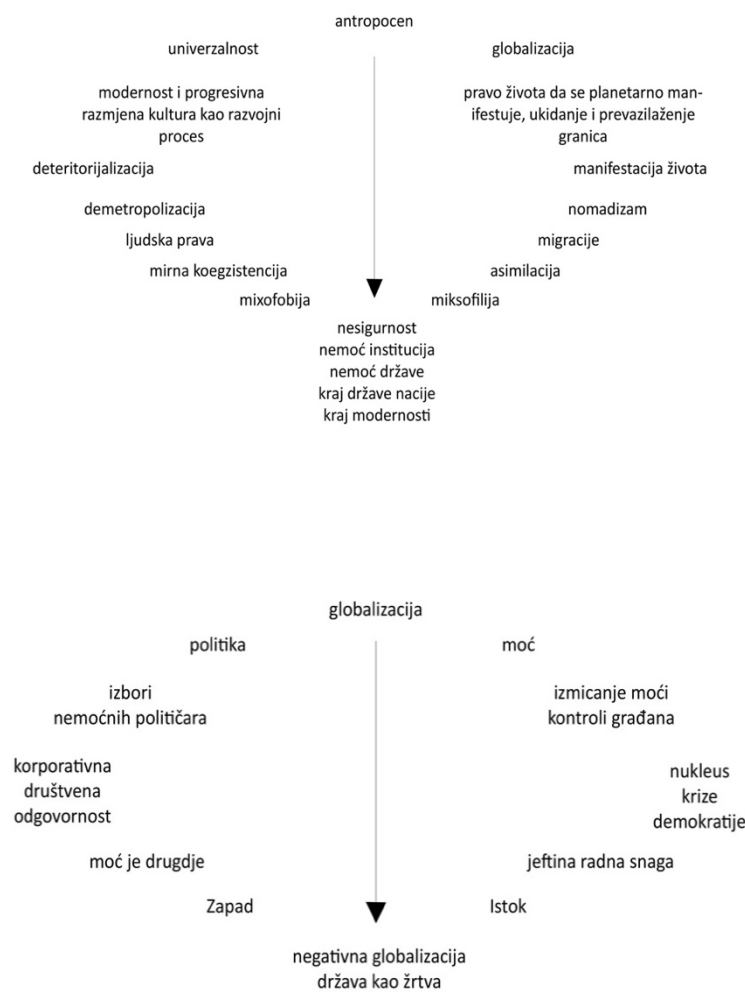 antropocen
univerzalnost
globalizacija
modernost i progresivna
razmjena kultura kao razvojni
proces
pravo života da se planetarno man-
ifestuje, ukidanje i prevazilaženje
granica
deteritorijalizacija
manifestacija života
demetropolizacija
nomadizam
ljudska prava
migracije
mirna koegzistencija
asimilacija
mixofobija
miksofilija
nesigurnost
nemoć institucija
nemoć države
kraj države nacije
kraj modernosti
globalizacija
politika
moć
izbori
nemoćnih političara
izmicanje moći
kontroli građana
korporativna
društvena
odgovornost
nukleus
krize
demokratije
moć je drugdje
jeftina radna snaga
Zapad
Istok
negativna globalizacija
država kao žrtva